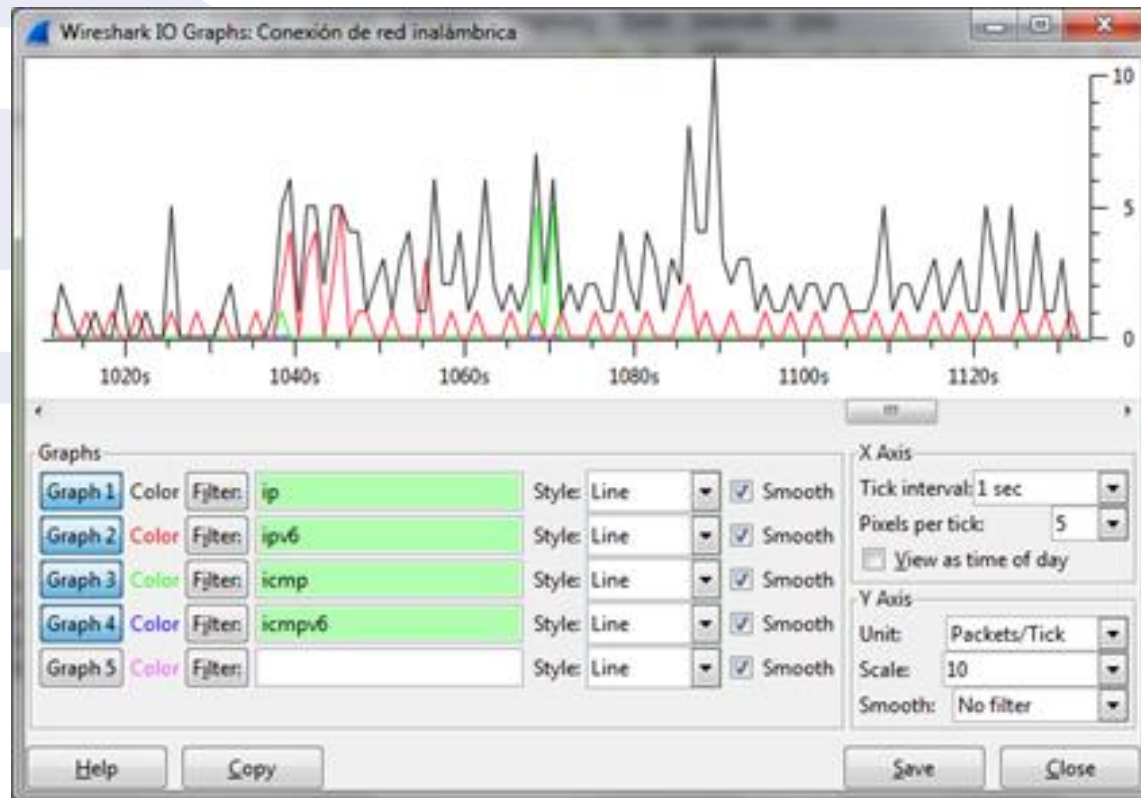 Wireshark IO Graphs: Conexión de red inalámbrica
10
5
0
1020s 1040s 1060s 1080s 1100s 1120s
Graphs
Graph 1 Color Filter: ip Style: Line Smooth
Graph 2 Color Filter: ipv6 Style: Line Smooth
Graph 3 Color Filter: icmp Style: Line Smooth
Graph 4 Color Filter: icmpv6 Style: Line Smooth
Graph 5 Color Filter: Style: Line Smooth
X Axis
Tick interval: 1 sec
Pixels per tick: 5
View as time of day
Y Axis
Unit: Packets/Tick
Scale: 10
Smooth: No filter
Help Copy Save Close